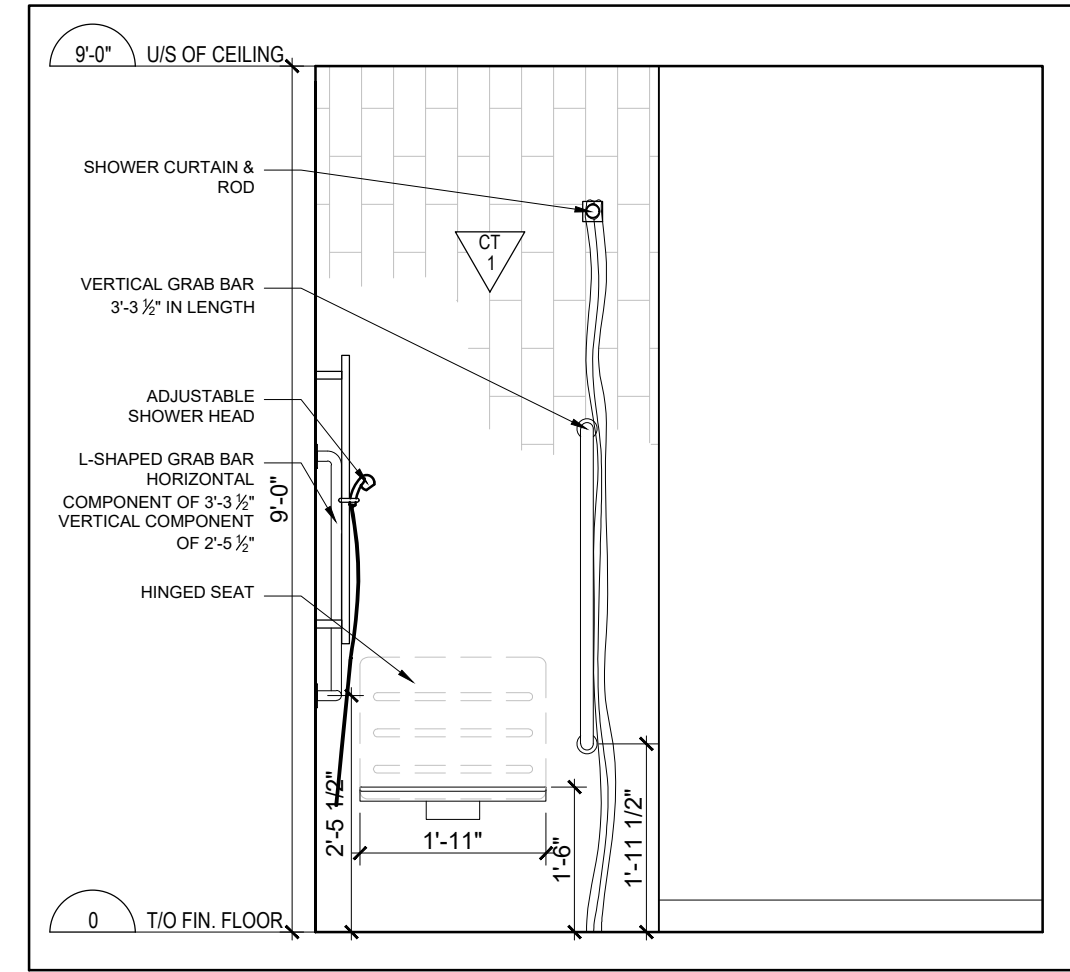 9'-0" U/S OF CEILING
SHOWER CURTAIN &
ROD
CT
1
VERTICAL GRAB BAR
3'-3 ½" IN LENGTH
ADJUSTABLE
SHOWER HEAD
L-SHAPED GRAB BAR
HORIZONTAL
COMPONENT OF 3'-3 ½"
VERTICAL COMPONENT
OF 2'-5 ½"
9'-0"
HINGED SEAT
2'-5 1/2"
1'-11"
1'-6"
1'-11 1/2"
0 T/O FIN. FLOOR